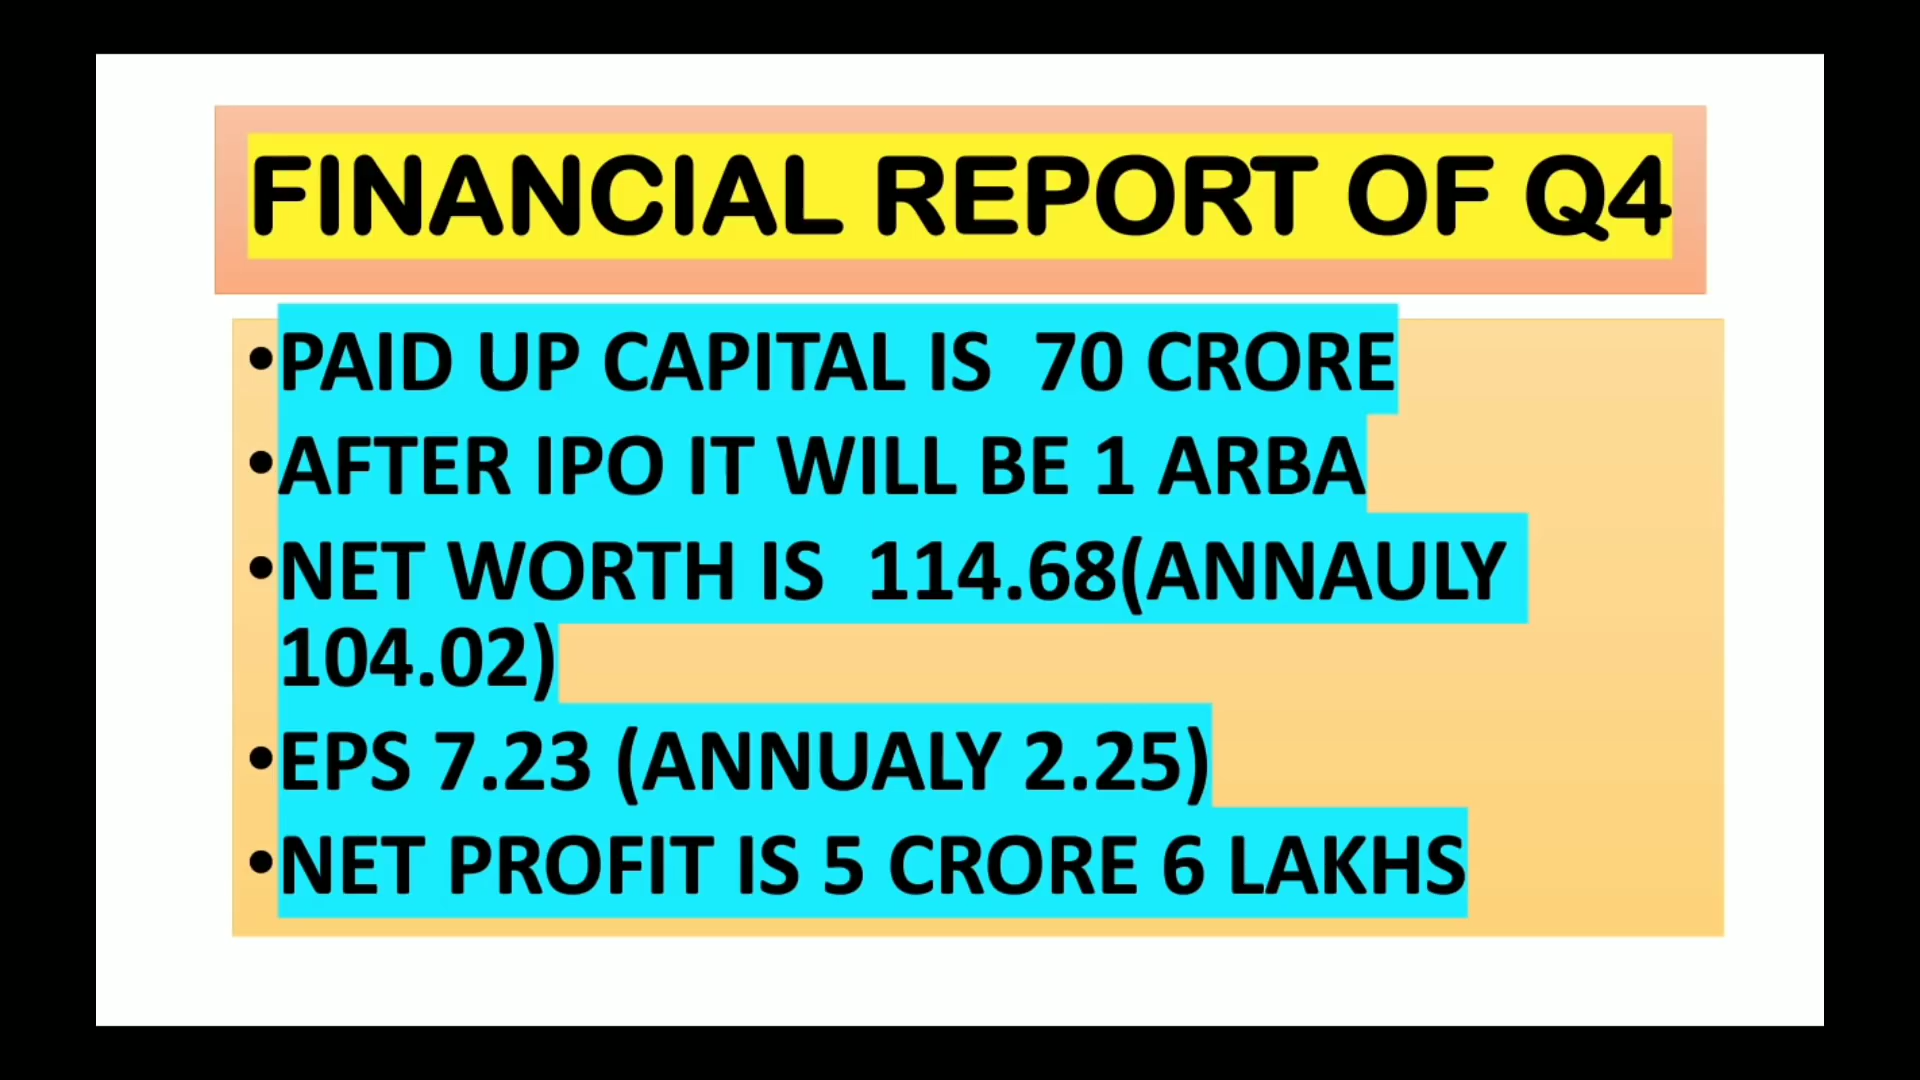 FINANCIAL REPORT OF Q4
•PAID UP CAPITAL IS  70 CRORE
•AFTER IPO IT WILL BE 1 ARBA
•NET WORTH IS  114.68(ANNAULY
104.02)
•EPS 7.23 (ANNUALY 2.25)
•NET PROFIT IS 5 CRORE 6 LAKHS